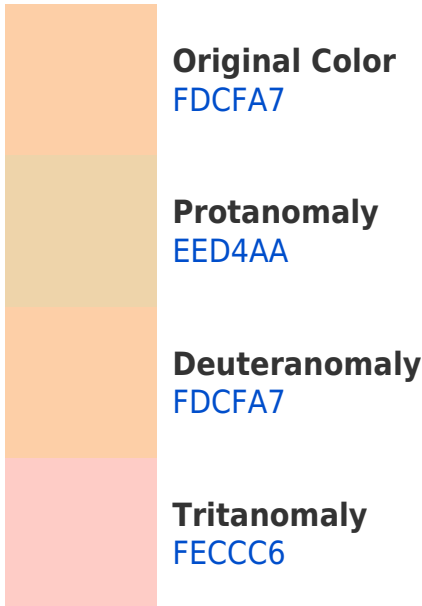 Original Color
FDCFA7
Protanomaly
EED4AA
Deuteranomaly
FDCFA7
Tritanomaly
FECCC6